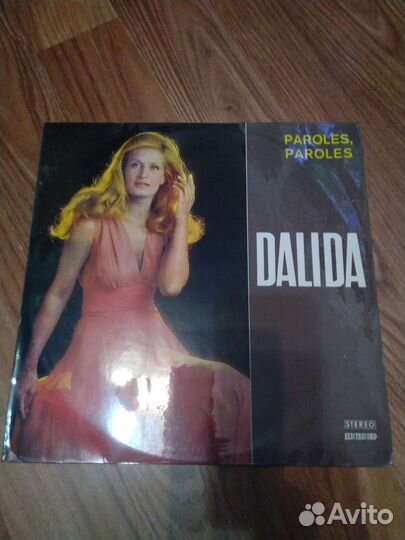 PAROLES,
PAROLES
DALIDA
STEREO
ELECTRECORD
Avito